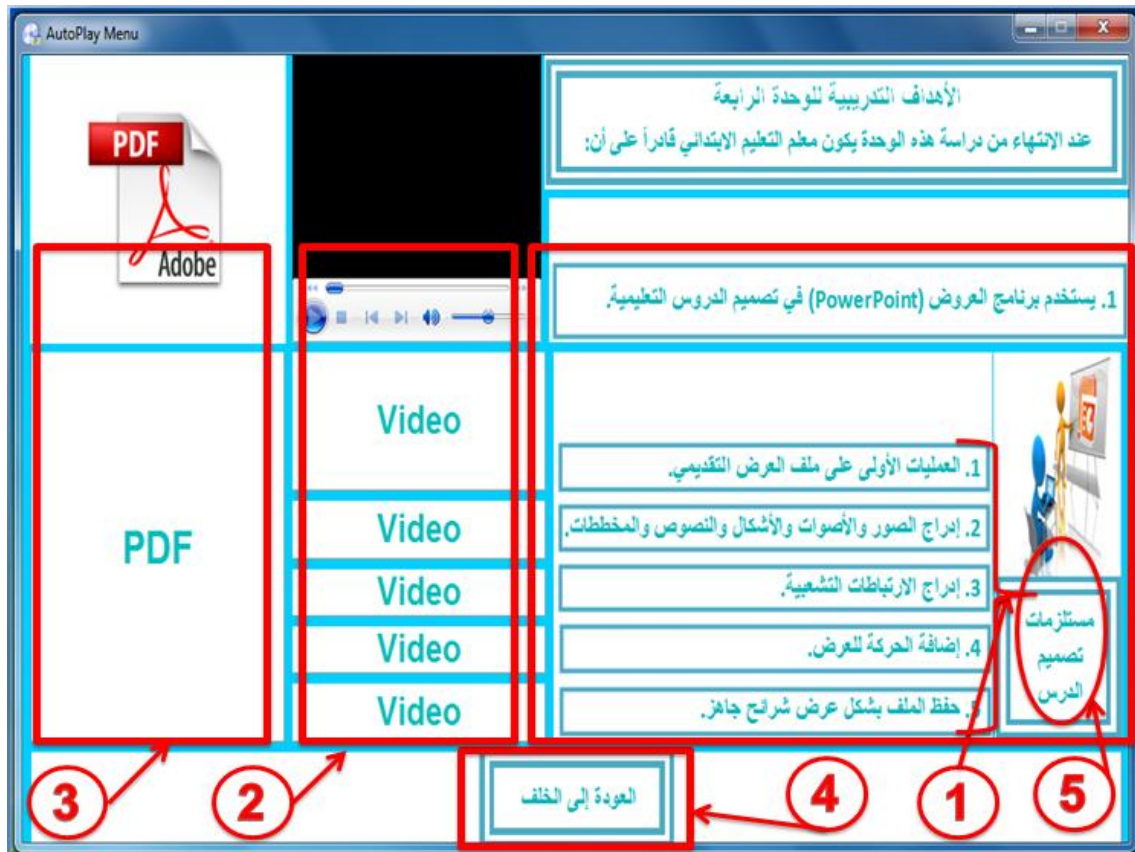 AutoPlay Menu
PDF
Adobe
الأهداف التدريبية للوحدة الرابعة
عند الانتهاء من دراسة هذه الوحدة يكون معلم التعليم الابتدائي قادراً على أن:
1. يستخدم برنامج العروض (PowerPoint) في تصميم الدروس التعليمية.
مستلزمات
تصميم
الدرس
1. العمليات الأولى على ملف العرض التقديمي.
2. إدراج الصور والأصوات والأشكال والنصوص والمخططات.
3. إدراج الارتباطات التشعبية.
4. إضافة الحركة للعرض.
5. حفظ الملف بشكل عرض شرائح جاهز.
Video
Video
Video
Video
Video
PDF
العودة إلى الخلف
3
2
4
1
5